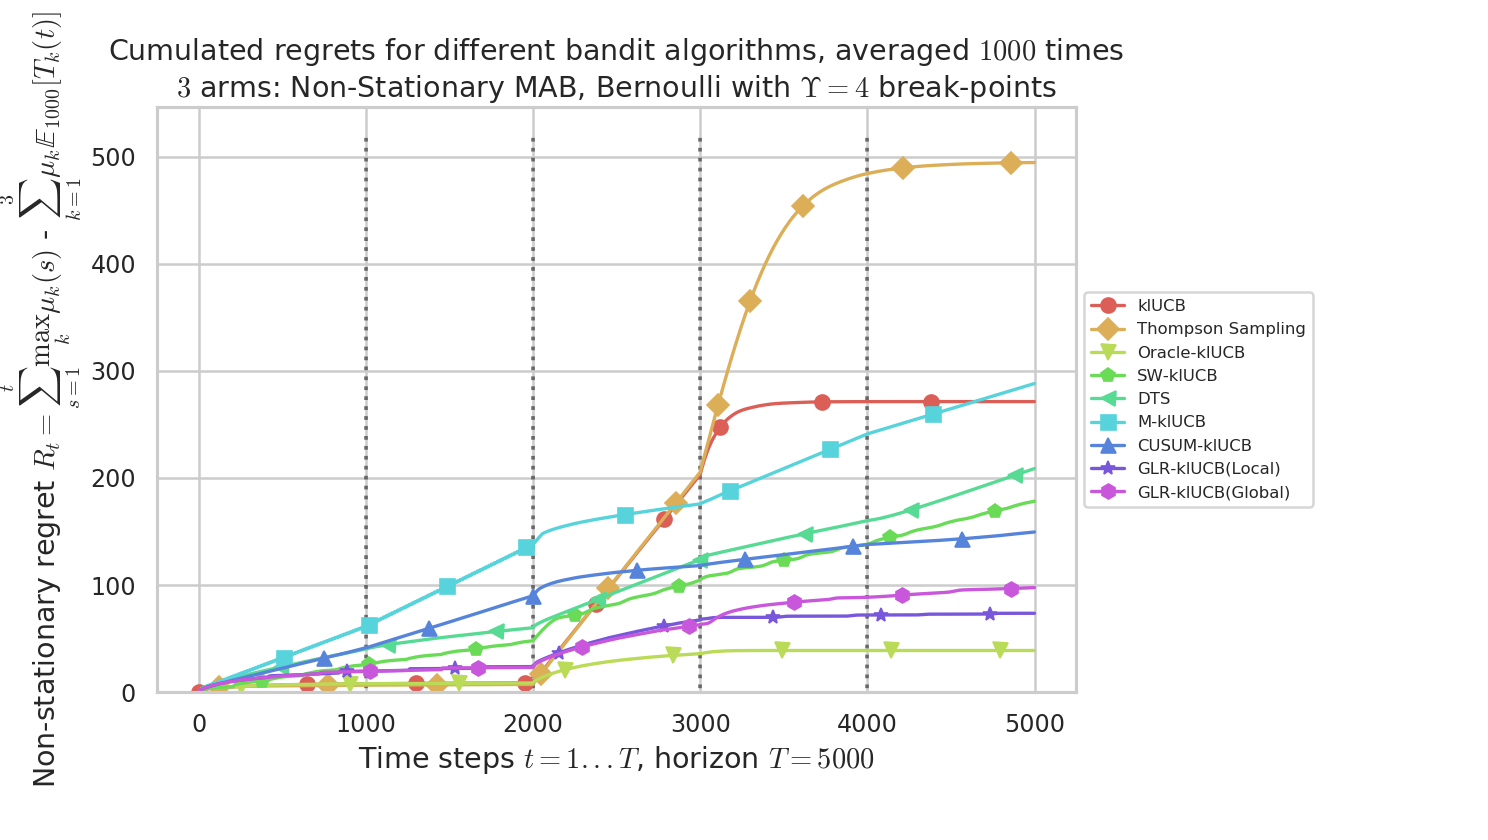 Cumulated regrets for different bandit algorithms, averaged 1000 times
3 arms: Non-Stationary MAB, Bernoulli with Υ = 4 break-points
Non-stationary regret R_t = \sum_{s=1}^{t} \max_k μ_k(s) - \sum_{k=1}^{3} μ_k 𝔼_{1000}[T_k(t)]
500
400
300
200
100
0
0 1000 2000 3000 4000 5000
Time steps t = 1…T, horizon T = 5000
klUCB
Thompson Sampling
Oracle-klUCB
SW-klUCB
DTS
M-klUCB
CUSUM-klUCB
GLR-klUCB(Local)
GLR-klUCB(Global)